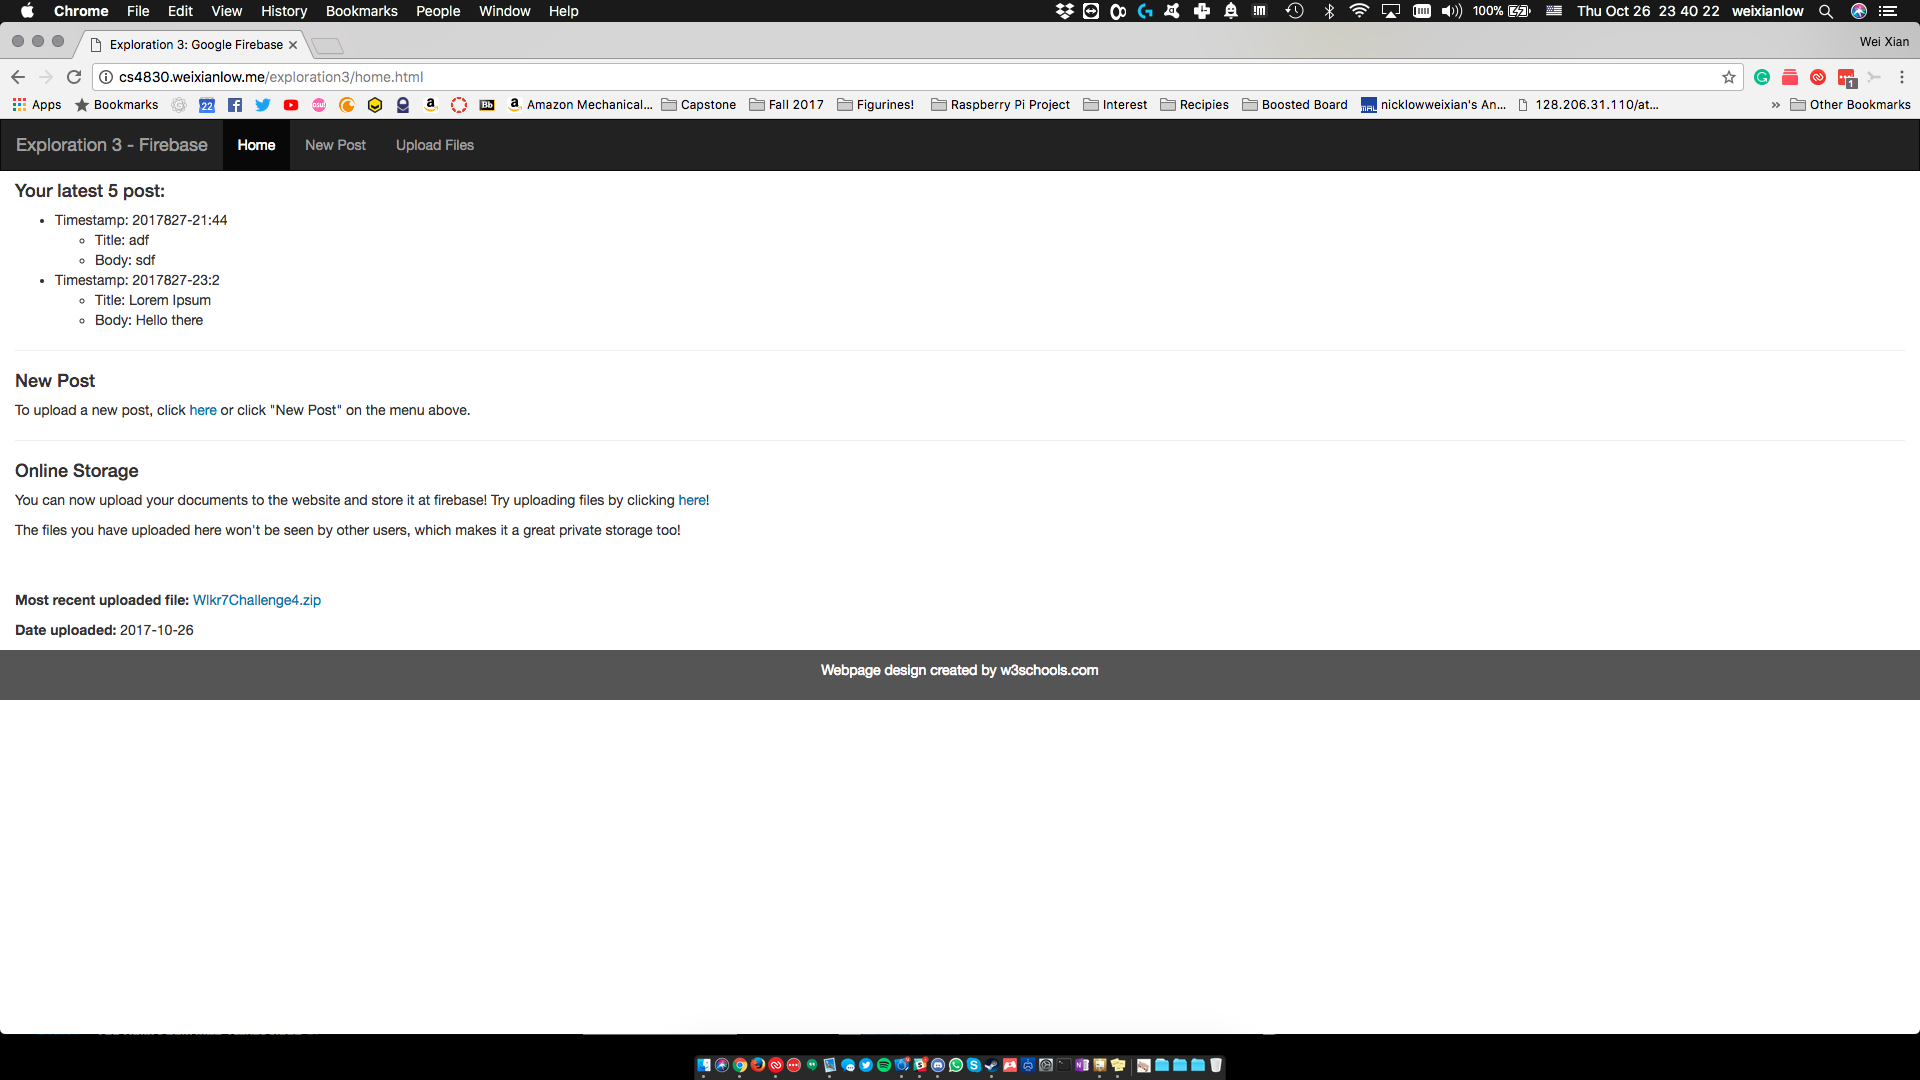 Chrome File Edit View History Bookmarks People Window Help 100% Thu Oct 26 23 40 22 weixianlow
Exploration 3: Google Firebase Wei Xian
cs4830.weixianlow.me/exploration3/home.html
Apps Bookmarks 22 Bb Amazon Mechanical... Capstone Fall 2017 Figurines! Raspberry Pi Project Interest Recipies Boosted Board nicklowweixian's An... 128.206.31.110/at... » Other Bookmarks
Exploration 3 - Firebase Home New Post Upload Files
Your latest 5 post:
Timestamp: 2017827-21:44
Title: adf
Body: sdf
Timestamp: 2017827-23:2
Title: Lorem Ipsum
Body: Hello there
New Post
To upload a new post, click here or click "New Post" on the menu above.
Online Storage
You can now upload your documents to the website and store it at firebase! Try uploading files by clicking here!
The files you have uploaded here won't be seen by other users, which makes it a great private storage too!
Most recent uploaded file: Wlkr7Challenge4.zip
Date uploaded: 2017-10-26
Webpage design created by w3schools.com